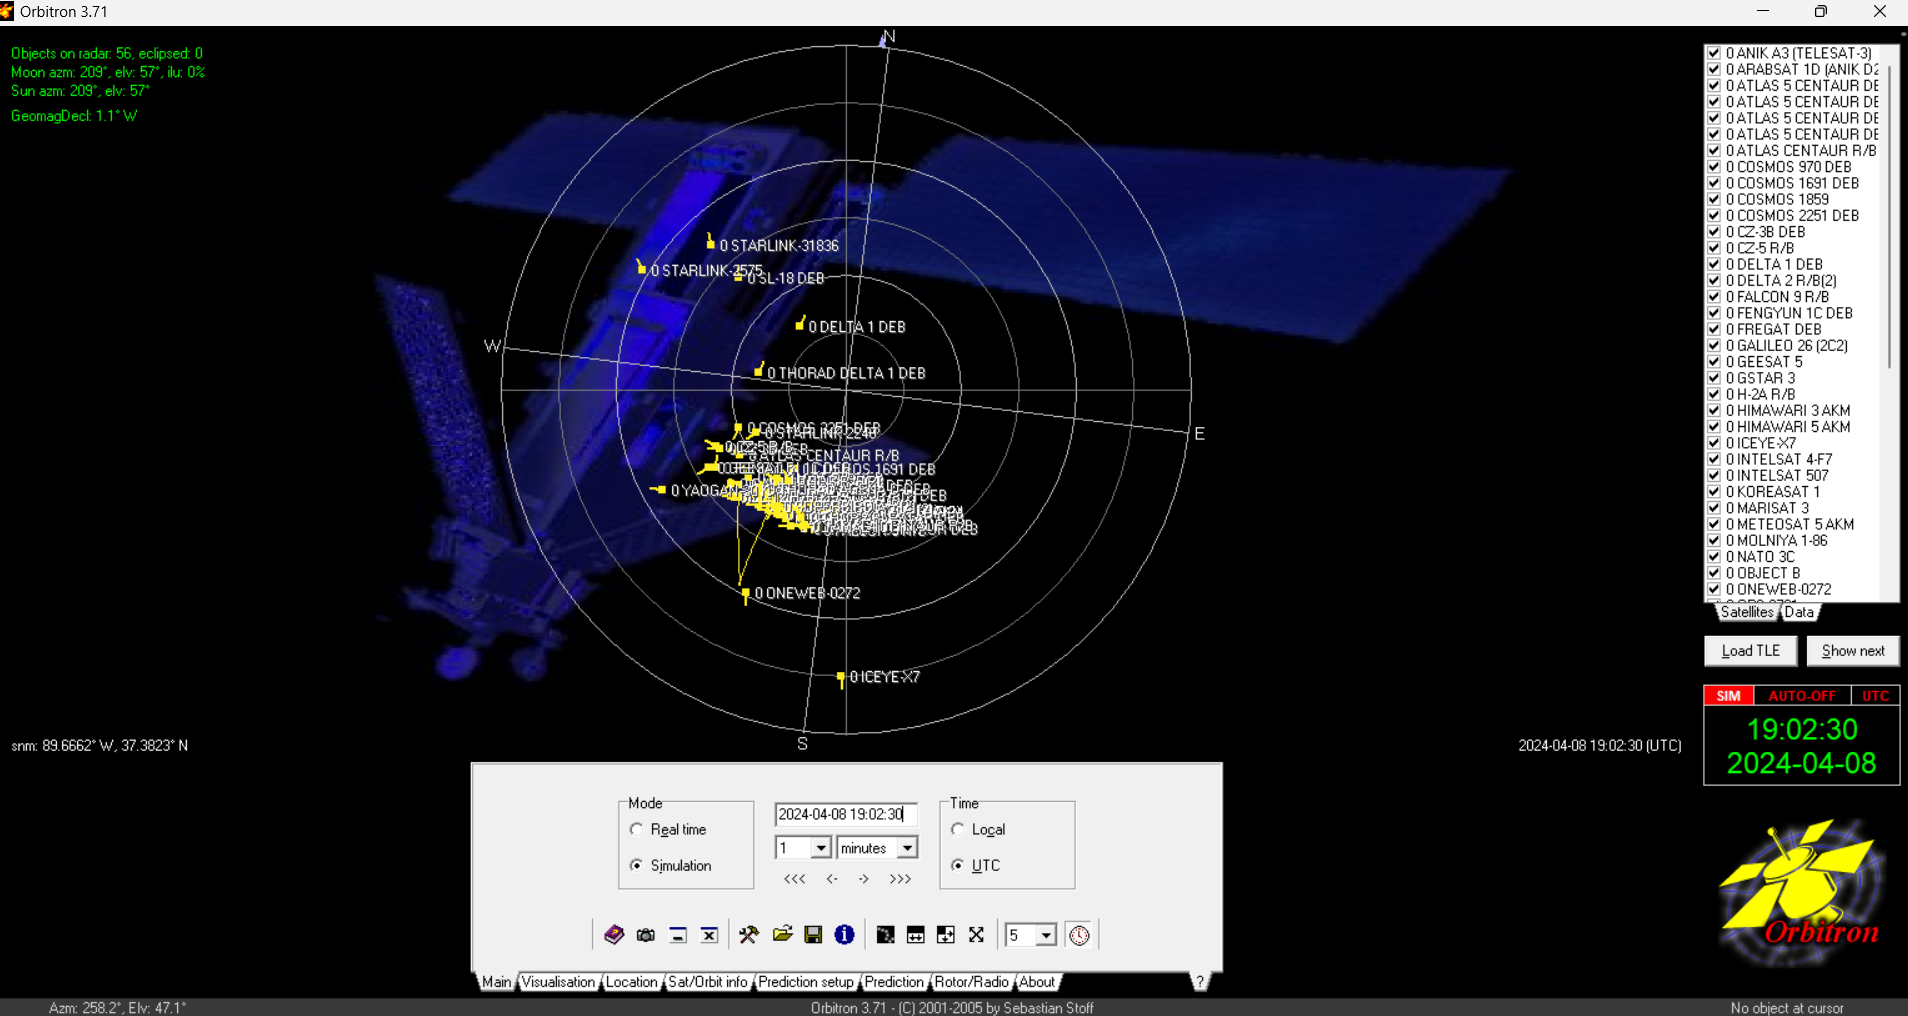 Orbitron 3.71
Objects on radar: 56, eclipsed: 0
Moon azm: 209°, elv: 57°, ilu: 0%
Sun azm: 209°, elv: 57°
GeomagDecl: 1.1° W
N
0 STARLINK-31836
0 STARLINK-2575
0 SL-18 DEB
0 DELTA 1 DEB
W
0 THORAD DELTA 1 DEB
E
0 COSMOS 2251 DEB
0 STARLINK-2248
0 CZ-5 R/B
0 ATLAS CENTAUR R/B
1691 DEB
0 YAOGAN
0 ONEWEB-0272
0 ICEYE-X7
S
snm: 89.6662° W, 37.3823° N
2024-04-08 19:02:30 (UTC)
0 ANIK A3 (TELESAT-3)
0 ARABSAT 1D (ANIK D2
0 ATLAS 5 CENTAUR DE
0 ATLAS 5 CENTAUR DE
0 ATLAS 5 CENTAUR DE
0 ATLAS 5 CENTAUR DE
0 ATLAS CENTAUR R/B
0 COSMOS 970 DEB
0 COSMOS 1691 DEB
0 COSMOS 1859
0 COSMOS 2251 DEB
0 CZ-3B DEB
0 CZ-5 R/B
0 DELTA 1 DEB
0 DELTA 2 R/B(2)
0 FALCON 9 R/B
0 FENGYUN 1C DEB
0 FREGAT DEB
0 GALILEO 26 (2C2)
0 GEESAT 5
0 GSTAR 3
0 H-2A R/B
0 HIMAWARI 3 AKM
0 HIMAWARI 5 AKM
0 ICEYE-X7
0 INTELSAT 4-F7
0 INTELSAT 507
0 KOREASAT 1
0 MARISAT 3
0 METEOSAT 5 AKM
0 MOLNIYA 1-86
0 NATO 3C
0 OBJECT B
0 ONEWEB-0272
Satellites Data
Load TLE Show next
SIM AUTO-OFF UTC
19:02:30
2024-04-08
Orbitron
Mode
Real time
Simulation
2024-04-08 19:02:30
1 minutes
<<< <- -> >>>
Time
Local
UTC
5
Main Visualisation Location Sat/Orbit info Prediction setup Prediction Rotor/Radio About ?
Azm: 258.2°, Elv: 47.1°
Orbitron 3.71 - (C) 2001-2005 by Sebastian Stoff
No object at cursor